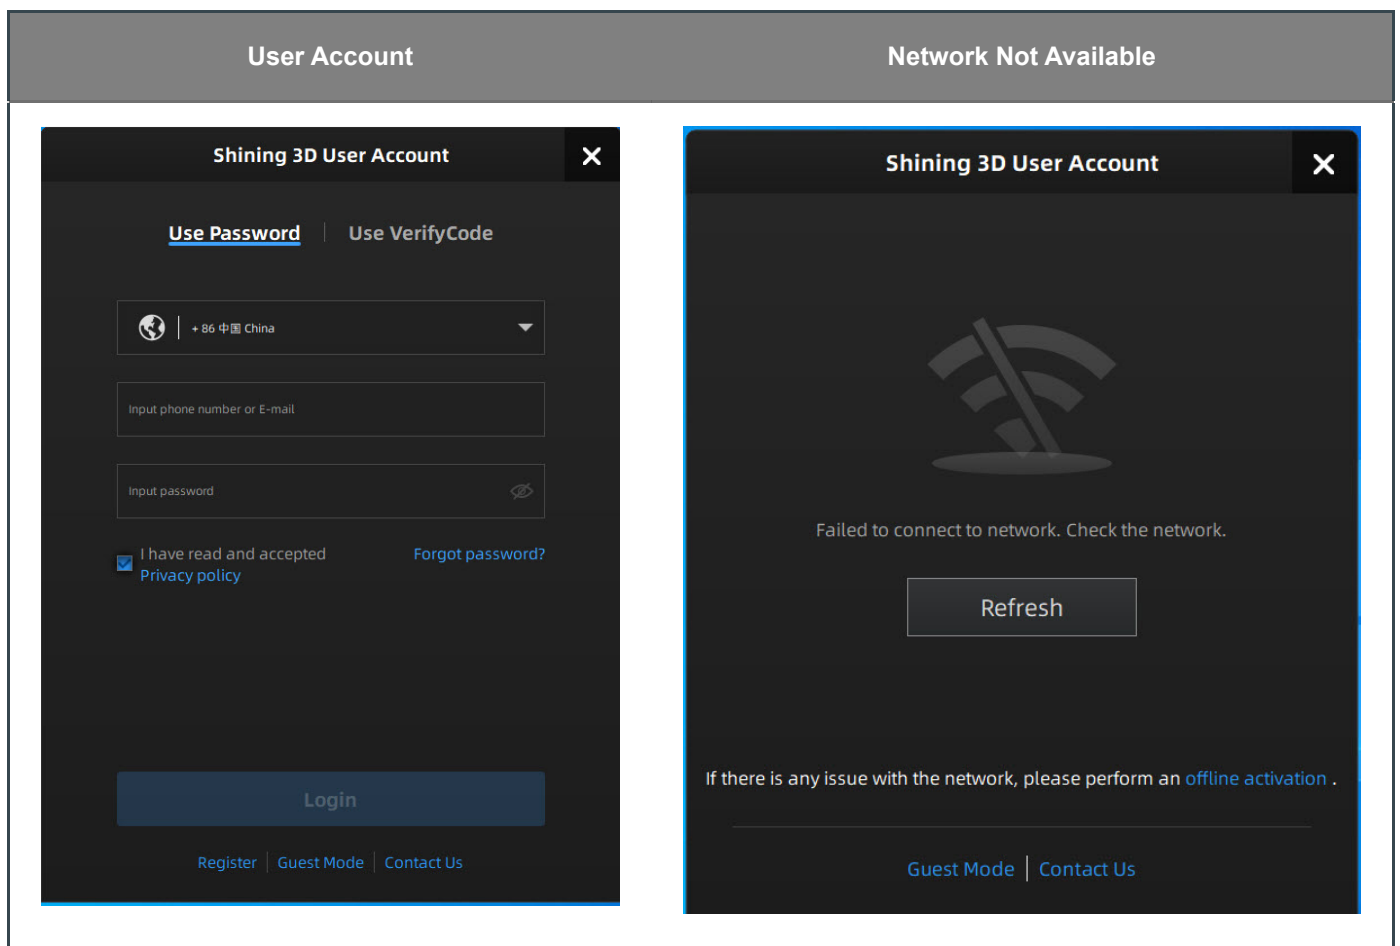 User Account
Network Not Available
Shining 3D User Account
Use Password
Use VerifyCode
+ 86 中国 China
Input phone number or E-mail
Input password
I have read and accepted
Privacy policy
Forgot password?
Login
Register
Guest Mode
Contact Us
Shining 3D User Account
Failed to connect to network. Check the network.
Refresh
If there is any issue with the network, please perform an offline activation .
Guest Mode
Contact Us